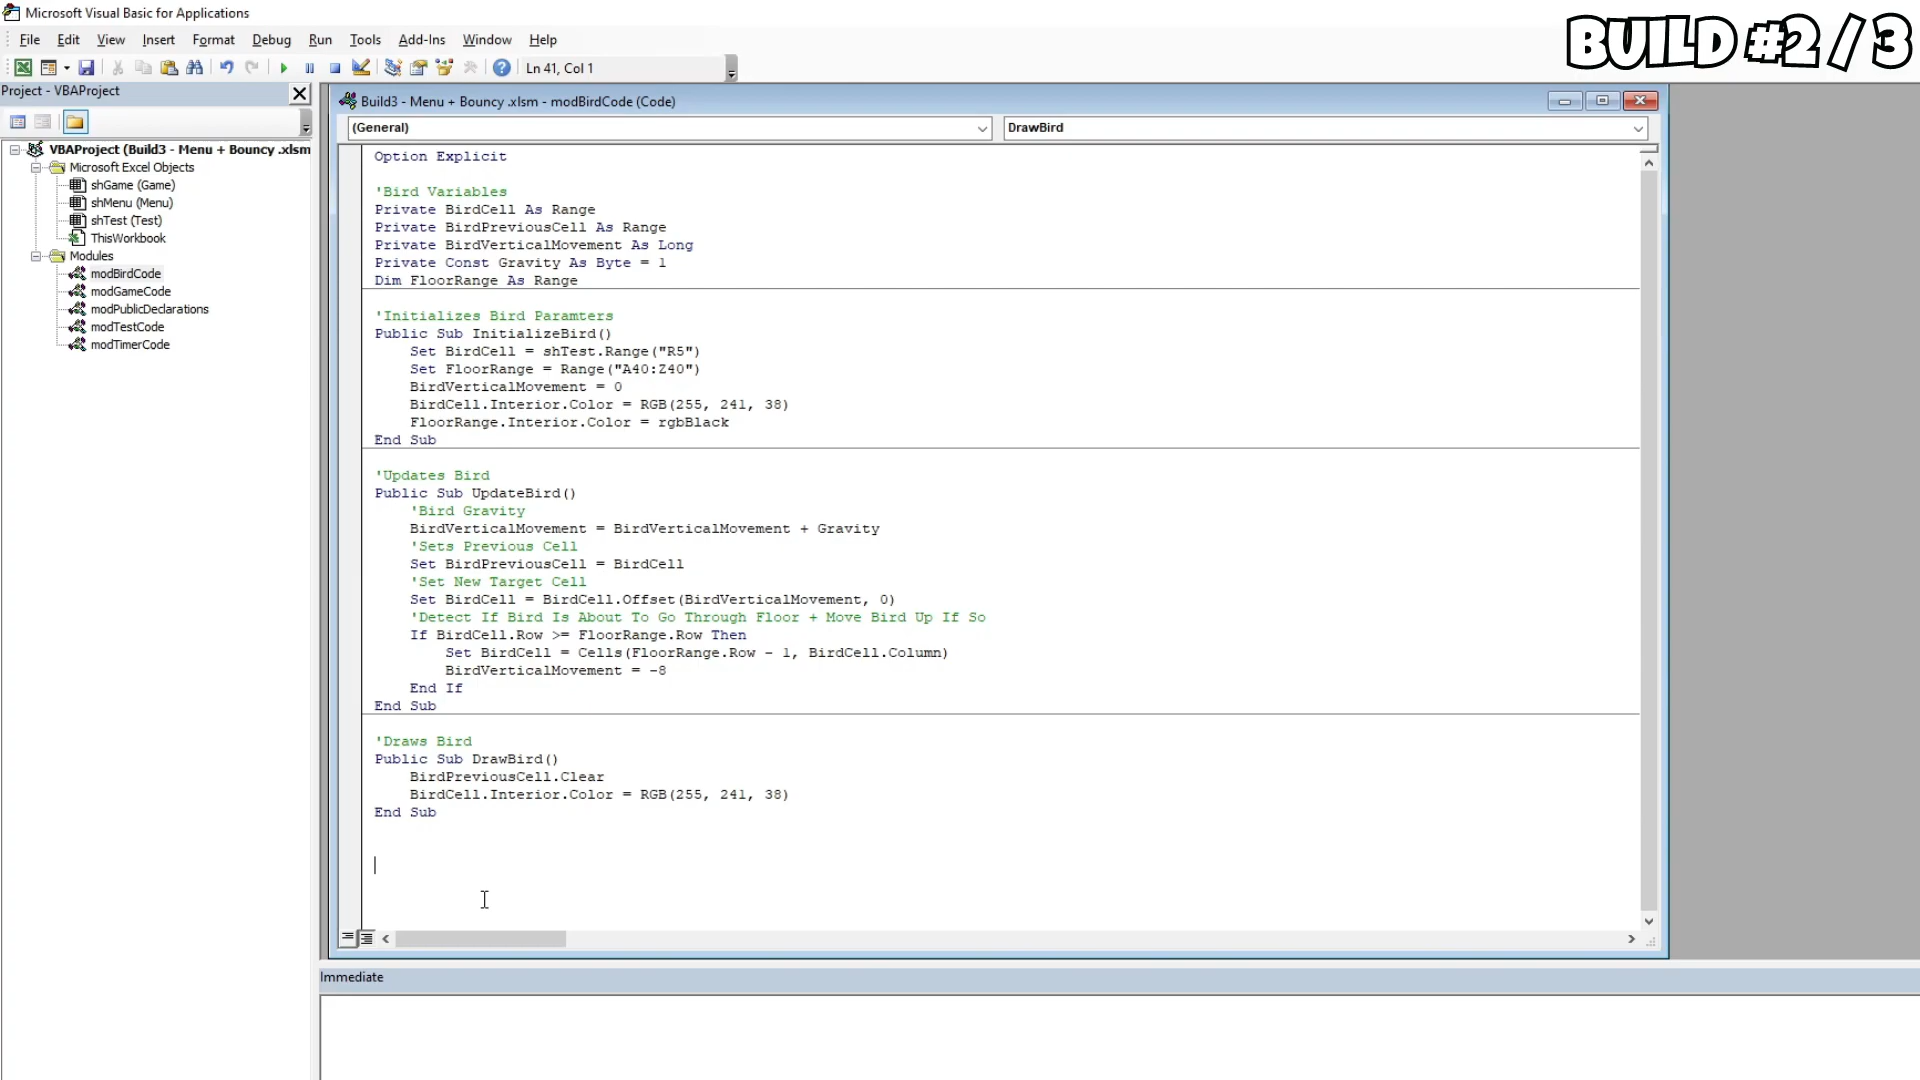 Microsoft Visual Basic for Applications
BUILD #2/3
File Edit View Insert Format Debug Run Tools Add-Ins Window Help
Ln 41, Col 1
Project - VBAProject
VBAProject (Build3 - Menu + Bouncy .xlsm
Microsoft Excel Objects
shGame (Game)
shMenu (Menu)
shTest (Test)
ThisWorkbook
Modules
modBirdCode
modGameCode
modPublicDeclarations
modTestCode
modTimerCode
Build3 - Menu + Bouncy .xlsm - modBirdCode (Code)
(General) DrawBird
Option Explicit
'Bird Variables
Private BirdCell As Range
Private BirdPreviousCell As Range
Private BirdVerticalMovement As Long
Private Const Gravity As Byte = 1
Dim FloorRange As Range
'Initializes Bird Paramters
Public Sub InitializeBird()
Set BirdCell = shTest.Range("R5")
Set FloorRange = Range("A40:Z40")
BirdVerticalMovement = 0
BirdCell.Interior.Color = RGB(255, 241, 38)
FloorRange.Interior.Color = rgbBlack
End Sub
'Updates Bird
Public Sub UpdateBird()
'Bird Gravity
BirdVerticalMovement = BirdVerticalMovement + Gravity
'Sets Previous Cell
Set BirdPreviousCell = BirdCell
'Set New Target Cell
Set BirdCell = BirdCell.Offset(BirdVerticalMovement, 0)
'Detect If Bird Is About To Go Through Floor + Move Bird Up If So
If BirdCell.Row >= FloorRange.Row Then
Set BirdCell = Cells(FloorRange.Row - 1, BirdCell.Column)
BirdVerticalMovement = -8
End If
End Sub
'Draws Bird
Public Sub DrawBird()
BirdPreviousCell.Clear
BirdCell.Interior.Color = RGB(255, 241, 38)
End Sub
Immediate